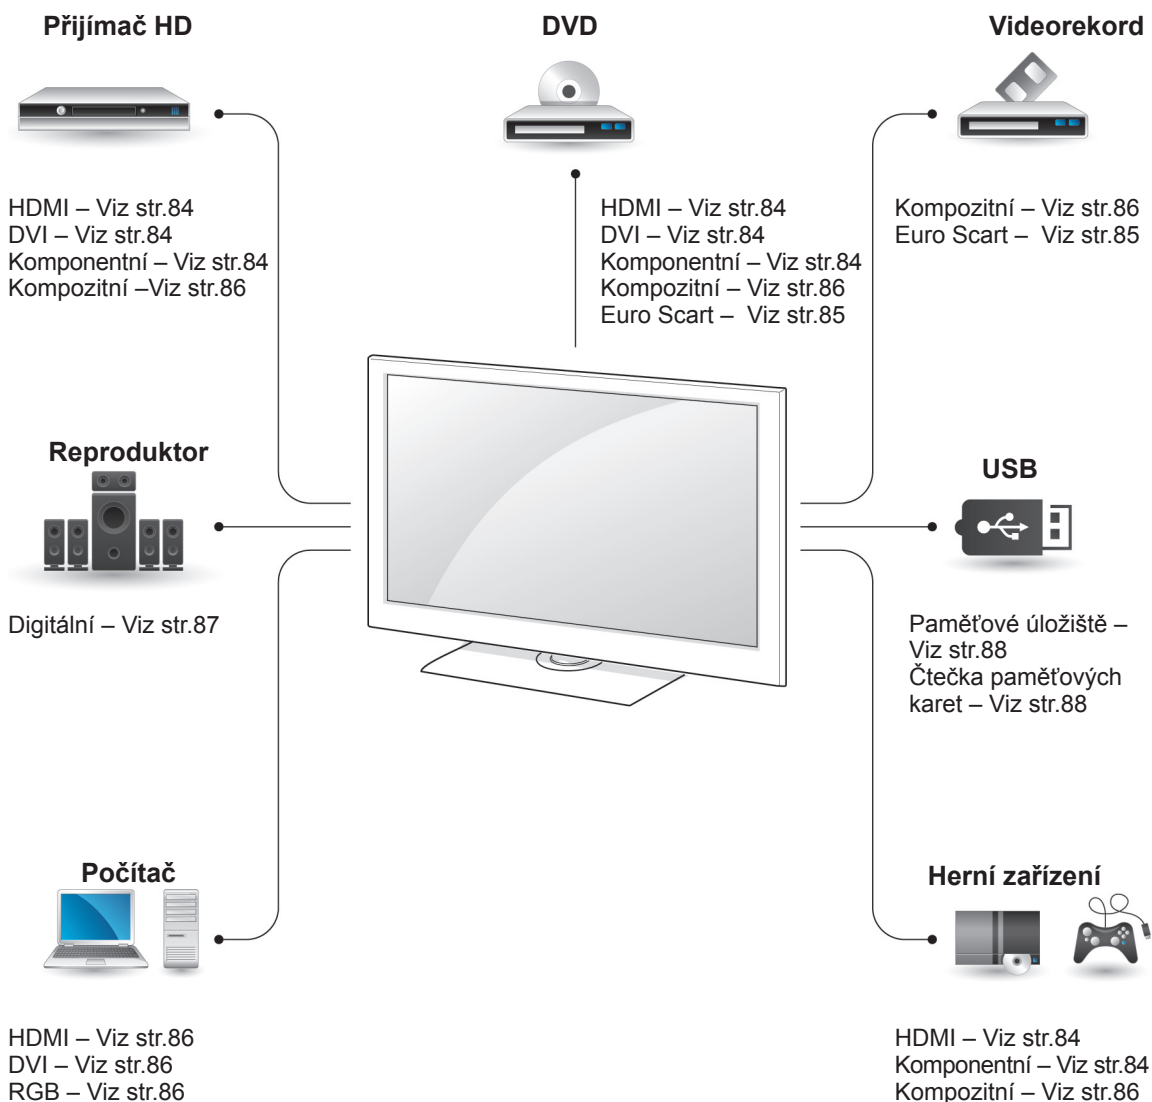 Přijímač HD
HDMI – Viz str.84
DVI – Viz str.84
Komponentní – Viz str.84
Kompozitní –Viz str.86
DVD
HDMI – Viz str.84
DVI – Viz str.84
Komponentní – Viz str.84
Kompozitní – Viz str.86
Euro Scart –  Viz str.85
Videorekord
Kompozitní – Viz str.86
Euro Scart –  Viz str.85
Reproduktor
Digitální – Viz str.87
USB
Paměťové úložiště –
Viz str.88
Čtečka paměťových
karet – Viz str.88
Počítač
HDMI – Viz str.86
DVI – Viz str.86
RGB – Viz str.86
Herní zařízení
HDMI – Viz str.84
Komponentní – Viz str.84
Kompozitní – Viz str.86